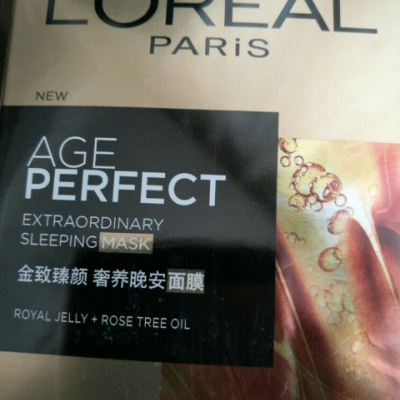 L'ORÉAL
PARiS
NEW
AGE
PERFECT
EXTRAORDINARY
SLEEPING MASK
金致臻颜 奢养晚安面膜
ROYAL JELLY + ROSE TREE OIL